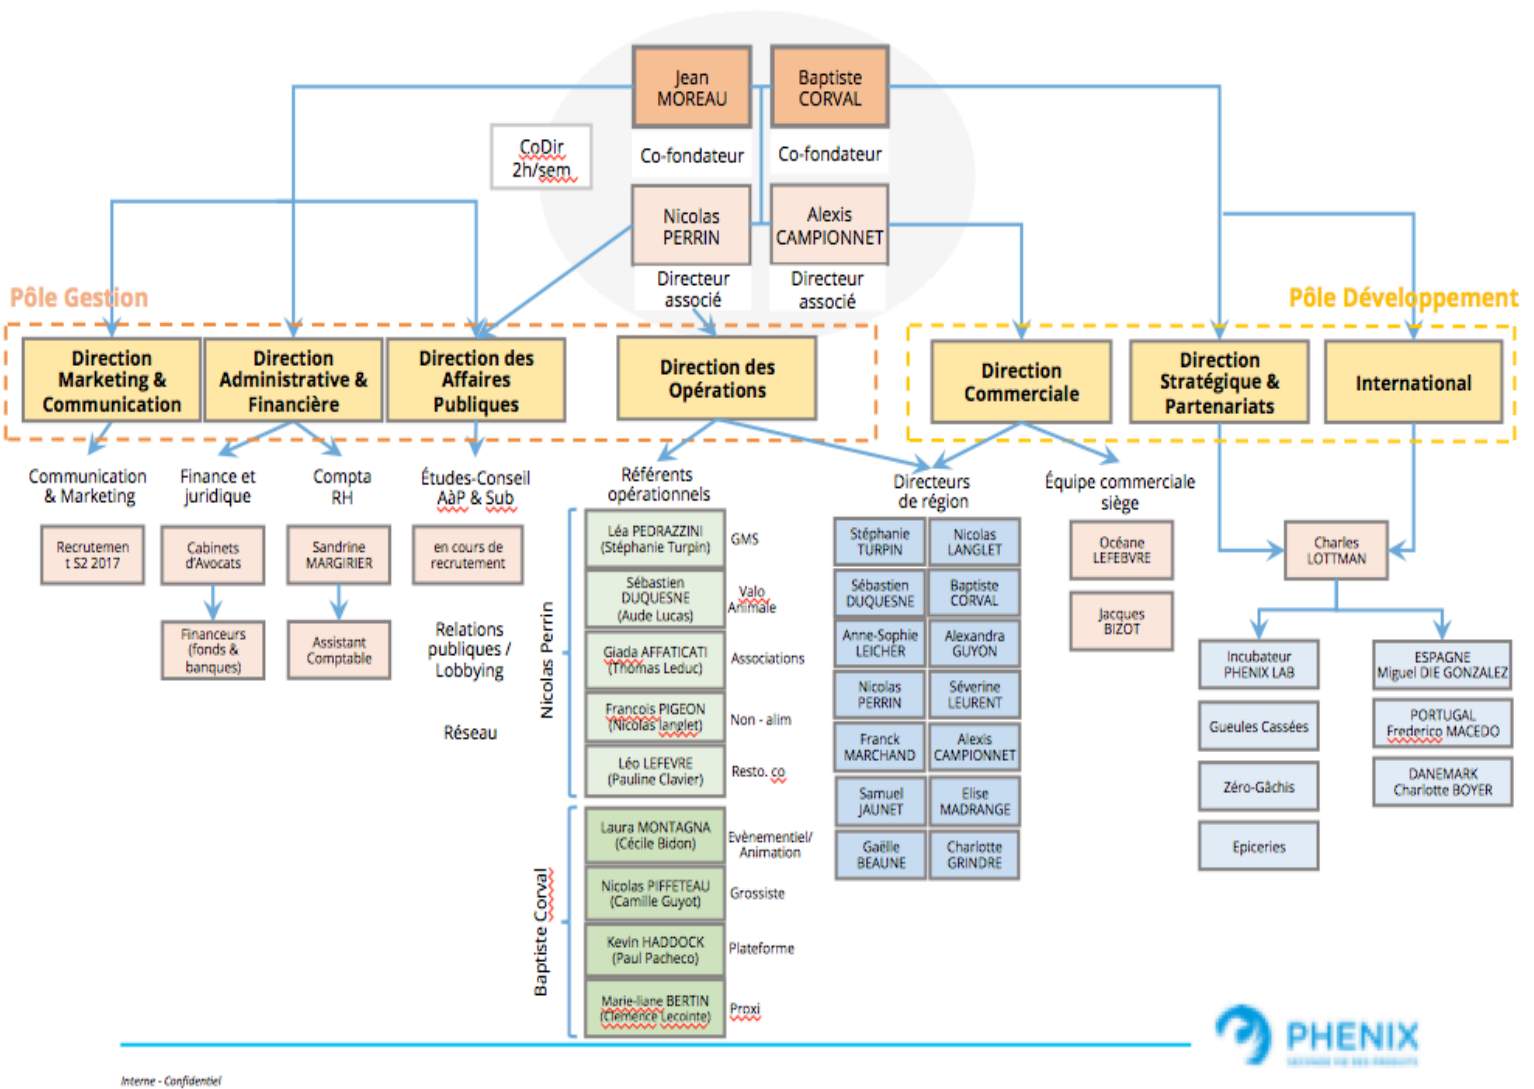 Jean
MOREAU
Baptiste
CORVAL
CoDir
2h/sem
Co-fondateur
Co-fondateur
Nicolas
PERRIN
Alexis
CAMPIONNET
Directeur
associé
Directeur
associé
Pôle Gestion
Pôle Développement
Direction
Marketing &
Communication
Direction
Administrative &
Financière
Direction des
Affaires
Publiques
Direction des
Opérations
Direction
Commerciale
Direction
Stratégique &
Partenariats
International
Communication
& Marketing
Recrutemen
t S2 2017
Finance et
juridique
Cabinets
d'Avocats
Financeurs
(fonds &
banques)
Compta
RH
Sandrine
MARGIRIER
Assistant
Comptable
Études-Conseil
AàP & Sub
en cours de
recrutement
Relations
publiques /
Lobbying
Réseau
Référents
opérationnels
Nicolas Perrin
Léa PEDRAZZINI
(Stéphanie Turpin)
GMS
Sébastien
DUQUESNE
(Aude Lucas)
Valo
Animale
Giada AFFATICATI
(Thomas Leduc)
Associations
Francois PIGEON
(Nicolas langlet)
Non - alim
Léo LEFEVRE
(Pauline Clavier)
Resto. co
Baptiste Corval
Laura MONTAGNA
(Cécile Bidon)
Evènementiel/
Animation
Nicolas PIFFETEAU
(Camille Guyot)
Grossiste
Kevin HADDOCK
(Paul Pacheco)
Plateforme
Marie-liane BERTIN
(Clemence Lecointe)
Proxi
Directeurs
de région
Stéphanie
TURPIN
Nicolas
LANGLET
Sébastien
DUQUESNE
Baptiste
CORVAL
Anne-Sophie
LEICHER
Alexandra
GUYON
Nicolas
PERRIN
Séverine
LEURENT
Franck
MARCHAND
Alexis
CAMPIONNET
Samuel
JAUNET
Elise
MADRANGE
Gaëlle
BEAUNE
Charlotte
GRINDRE
Équipe commerciale
siège
Océane
LEFEBVRE
Jacques
BIZOT
Charles
LOTTMAN
Incubateur
PHENIX LAB
Gueules Cassées
Zéro-Gâchis
Epiceries
ESPAGNE
Miguel DIE GONZALEZ
PORTUGAL
Frederico MACEDO
DANEMARK
Charlotte BOYER
PHENIX
SECONDE VIE DES PRODUITS
Interne - Confidentiel